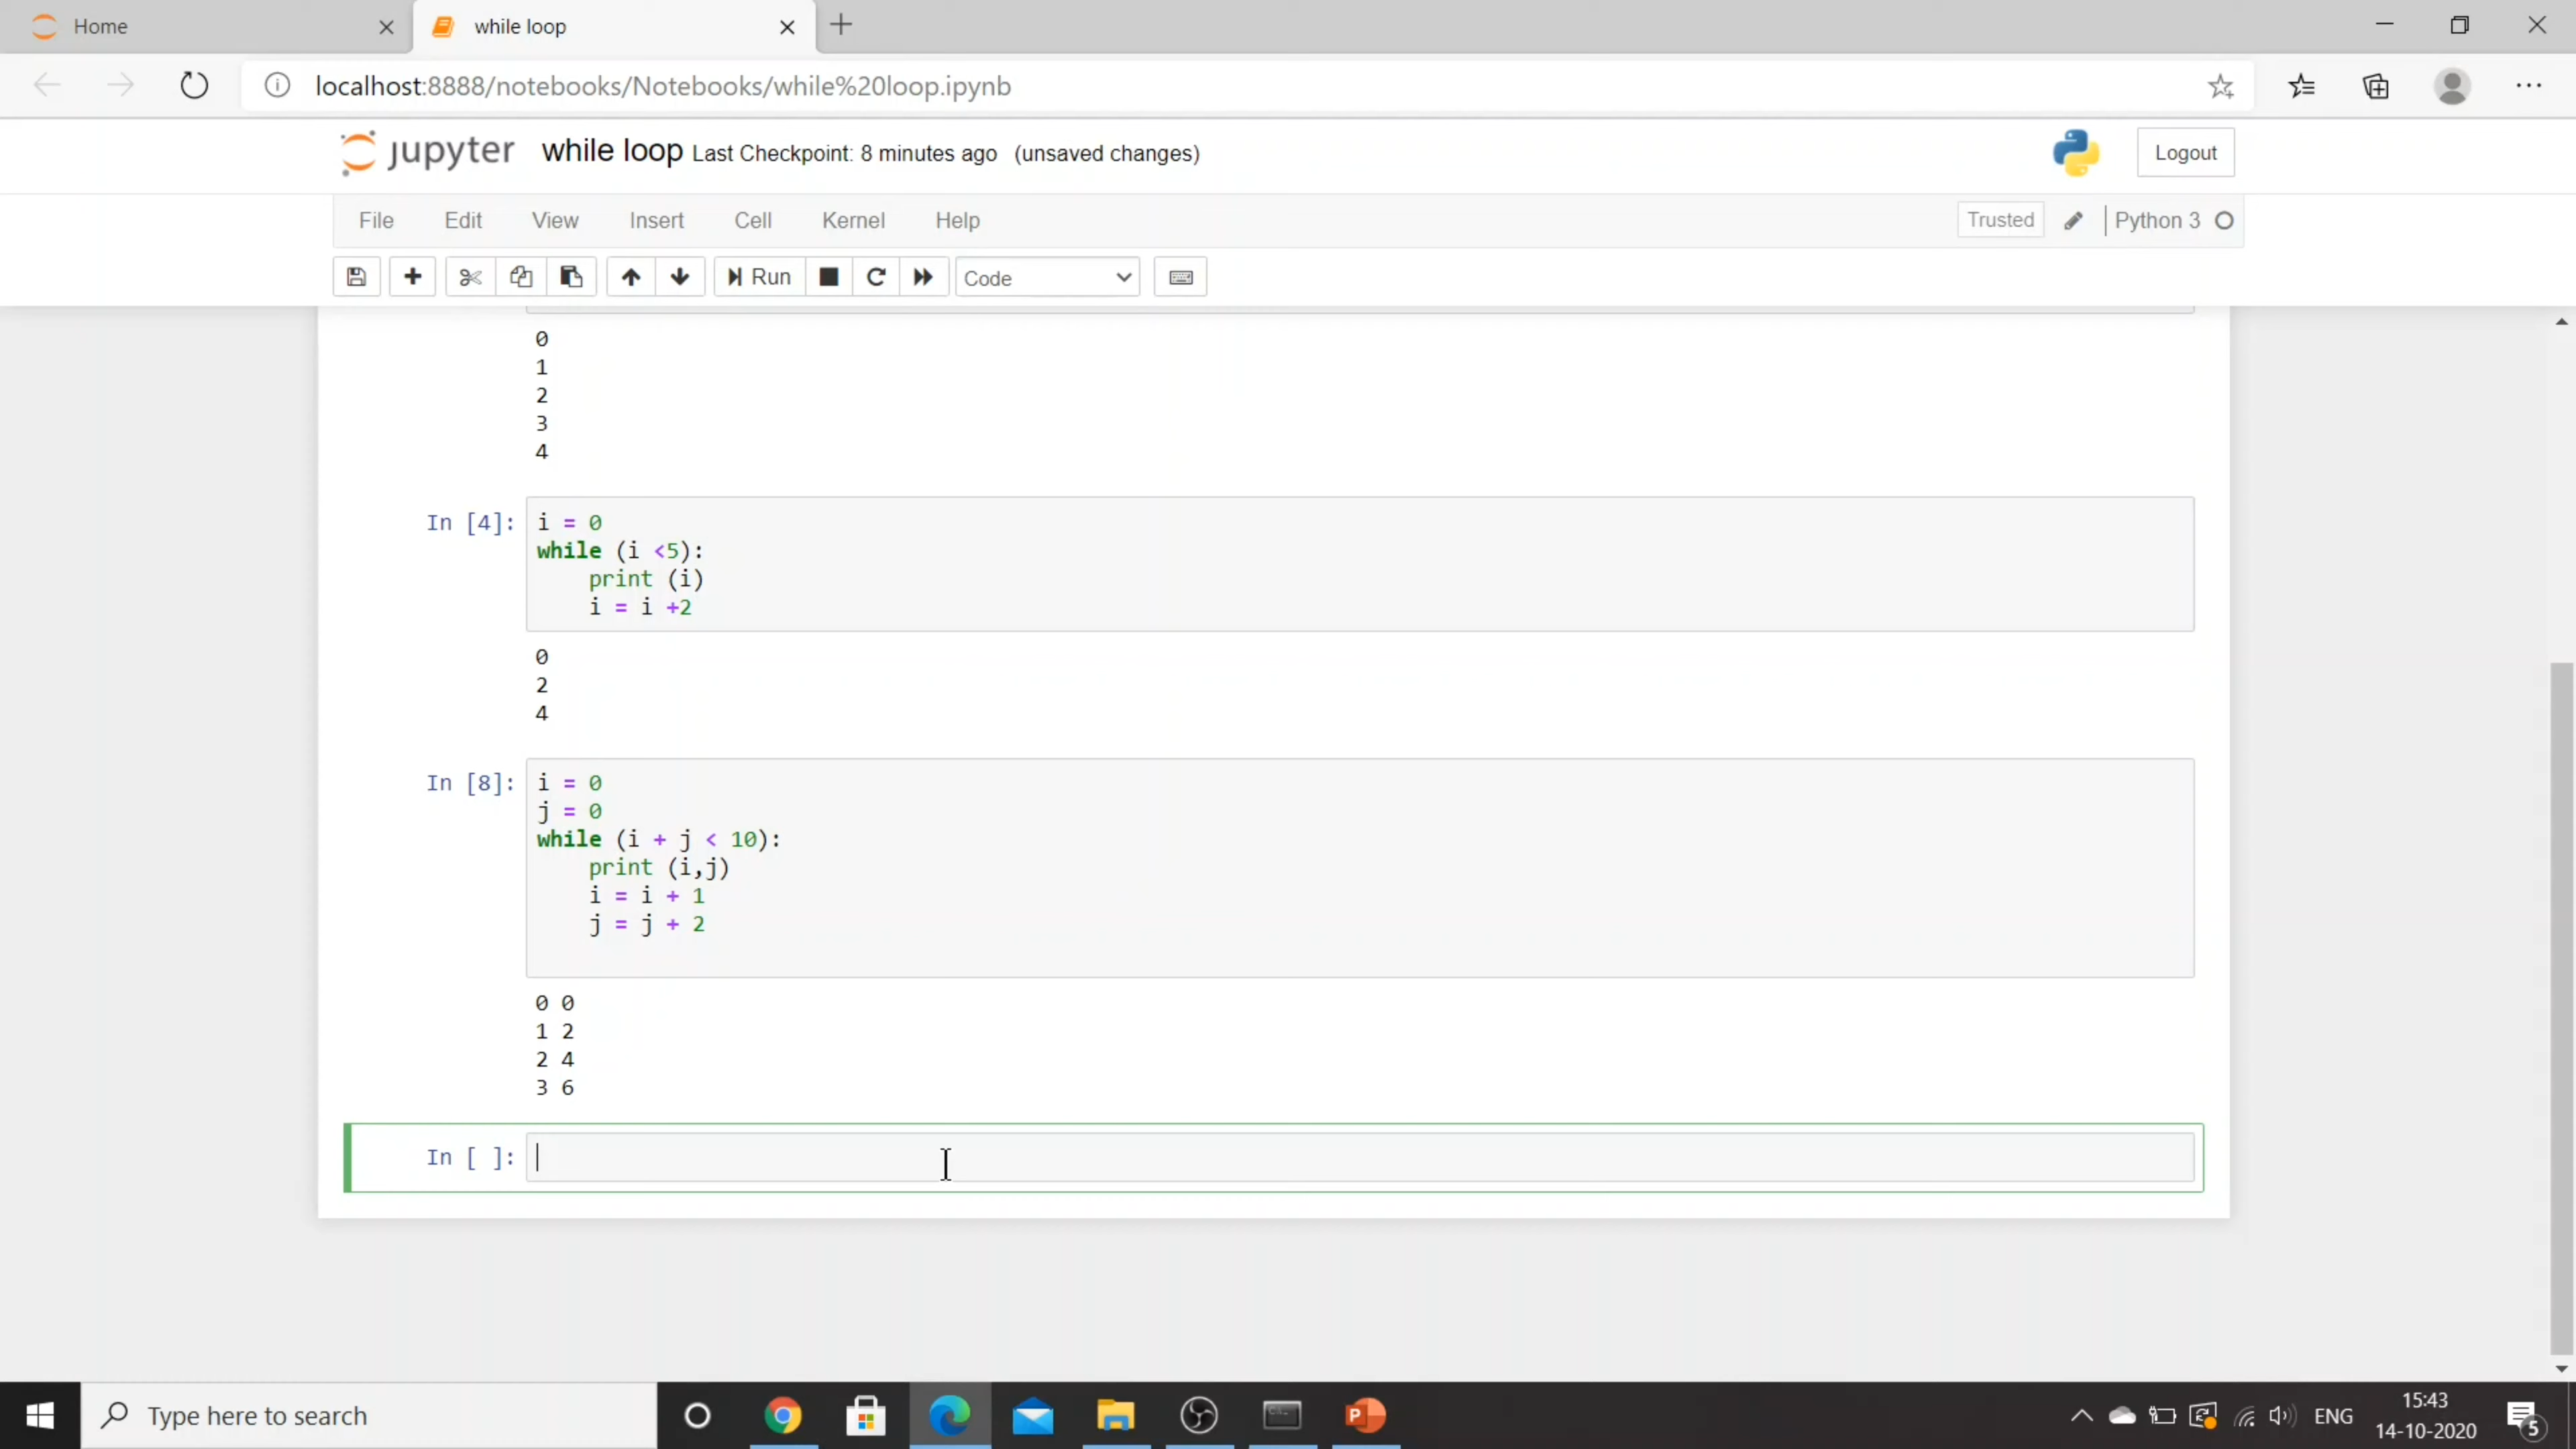 Home
while loop
localhost:8888/notebooks/Notebooks/while%20loop.ipynb
jupyter while loop Last Checkpoint: 8 minutes ago (unsaved changes)
Logout
File Edit View Insert Cell Kernel Help
Trusted Python 3
Run Code
0
1
2
3
4
In [4]: i = 0
while (i <5):
    print (i)
    i = i +2
0
2
4
In [8]: i = 0
j = 0
while (i + j < 10):
    print (i,j)
    i = i + 1
    j = j + 2
0 0
1 2
2 4
3 6
In [ ]:
Type here to search
P
ENG
15:43
14-10-2020
5